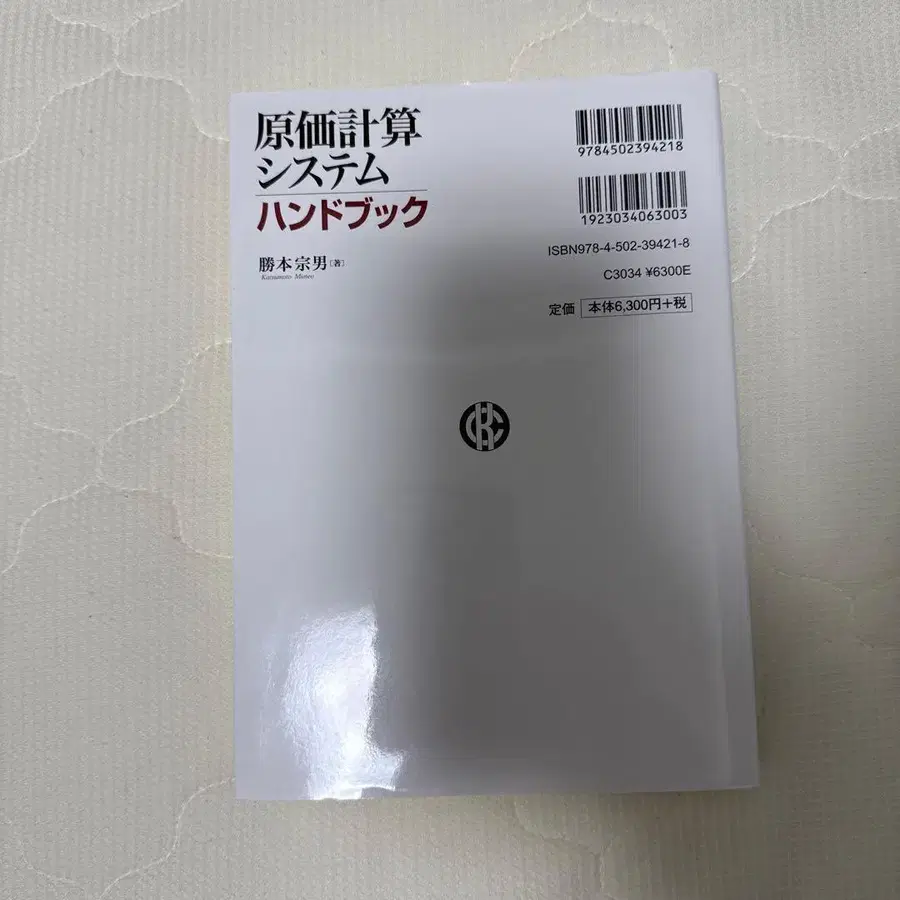 原価計算
システム
ハンドブック
勝本宗男[著]
Katsumoto Muneo
9784502394218
1923034063003
ISBN978-4-502-39421-8
C3034 ¥6300E
定価 本体6,300円+税